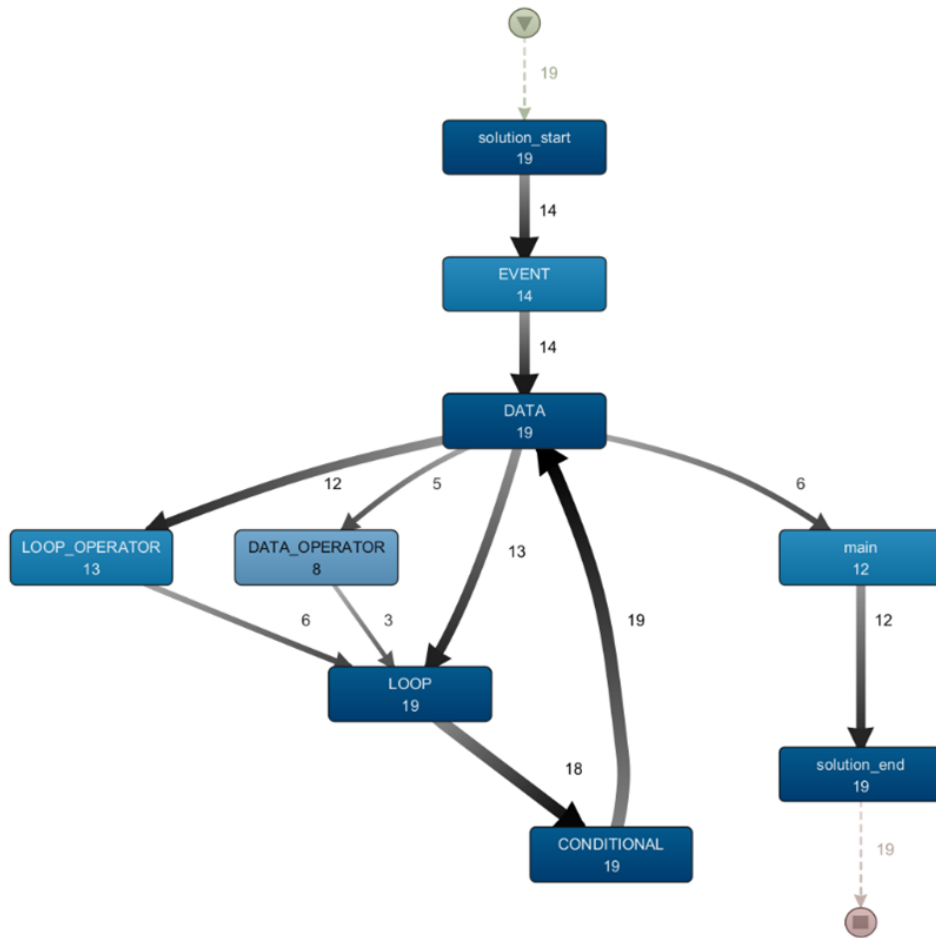 19
solution_start
19
14
EVENT
14
14
DATA
19
12
5
6
13
LOOP_OPERATOR
13
DATA_OPERATOR
8
main
12
6
3
19
12
LOOP
19
18
solution_end
19
CONDITIONAL
19
19